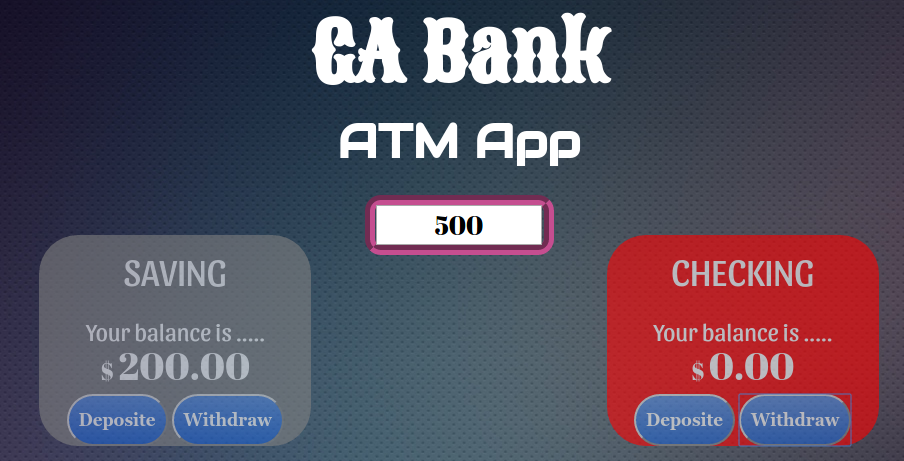 GA Bank
ATM App
500
SAVING
Your balance is .....
$ 200.00
Deposite Withdraw
CHECKING
Your balance is .....
$ 0.00
Deposite Withdraw